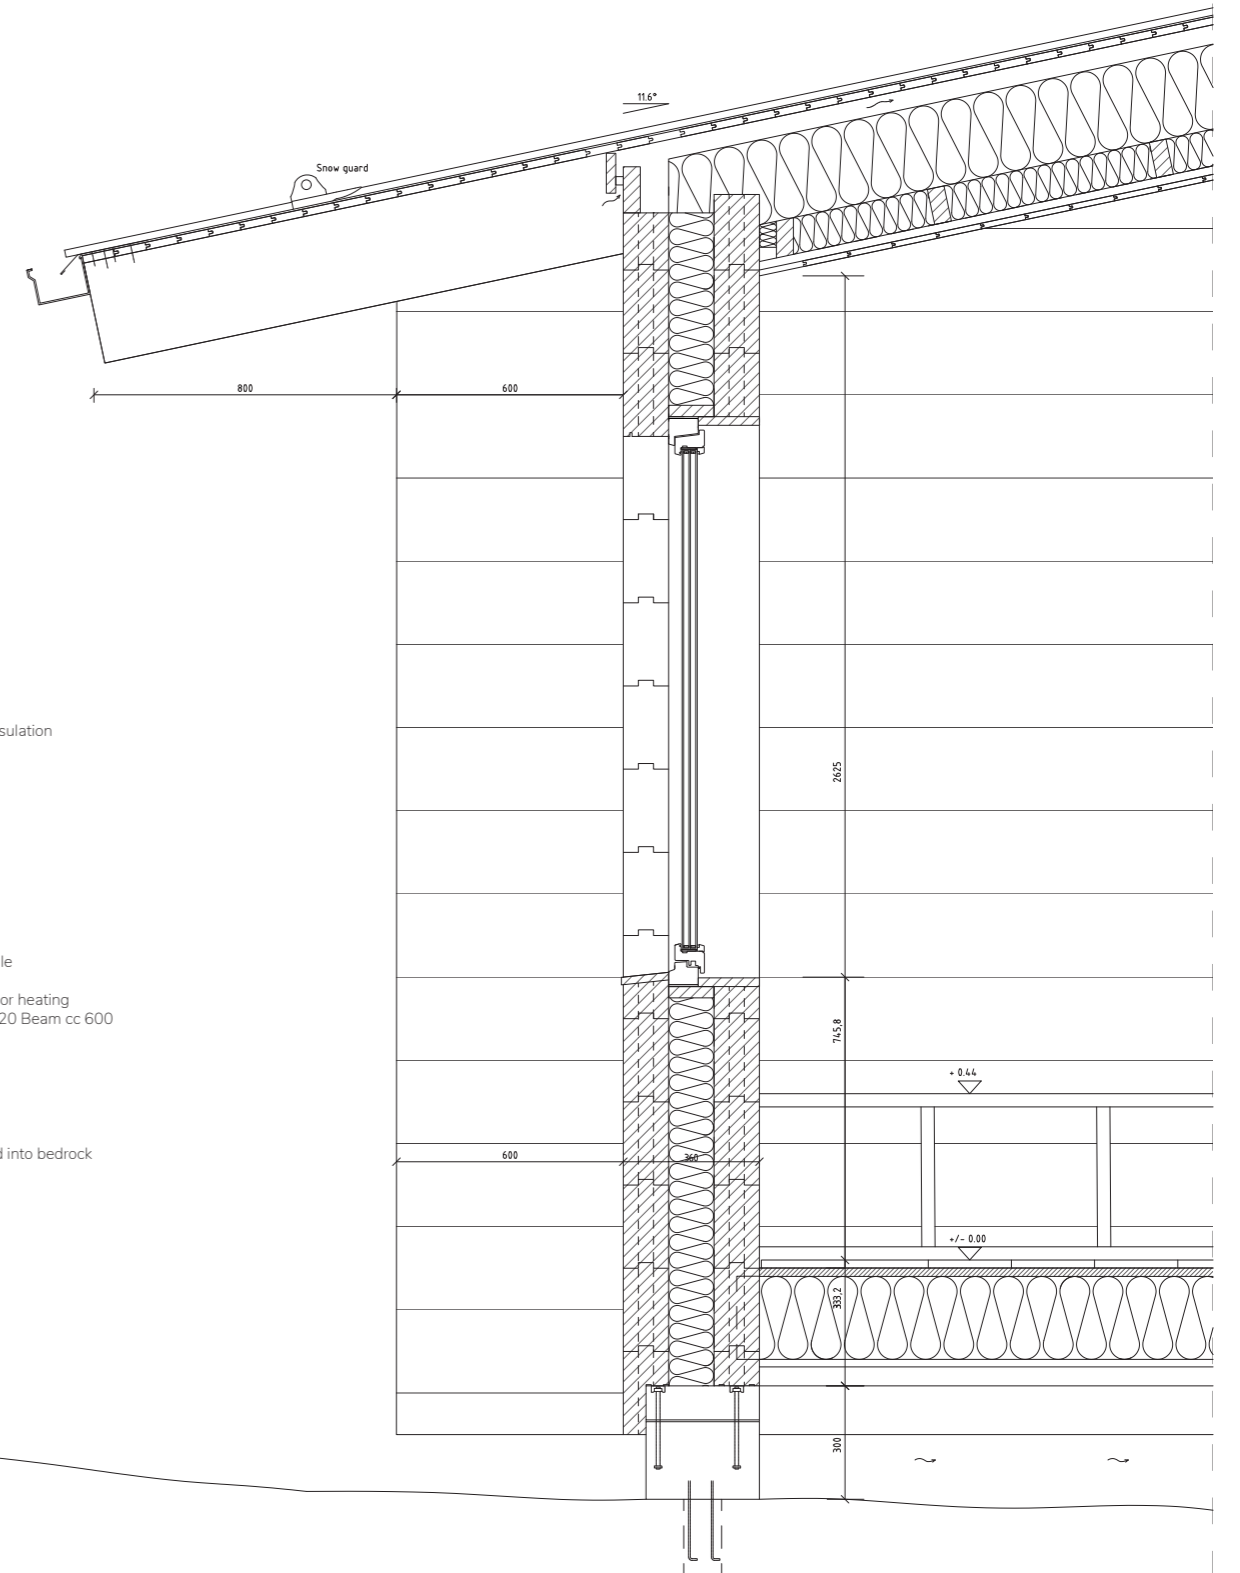 11.6°
Snow guard
800
600
sulation
2625
le
or heating
20 Beam cc 600
745,8
+ 0.44
d into bedrock
600
360
+/- 0.00
333,2
300